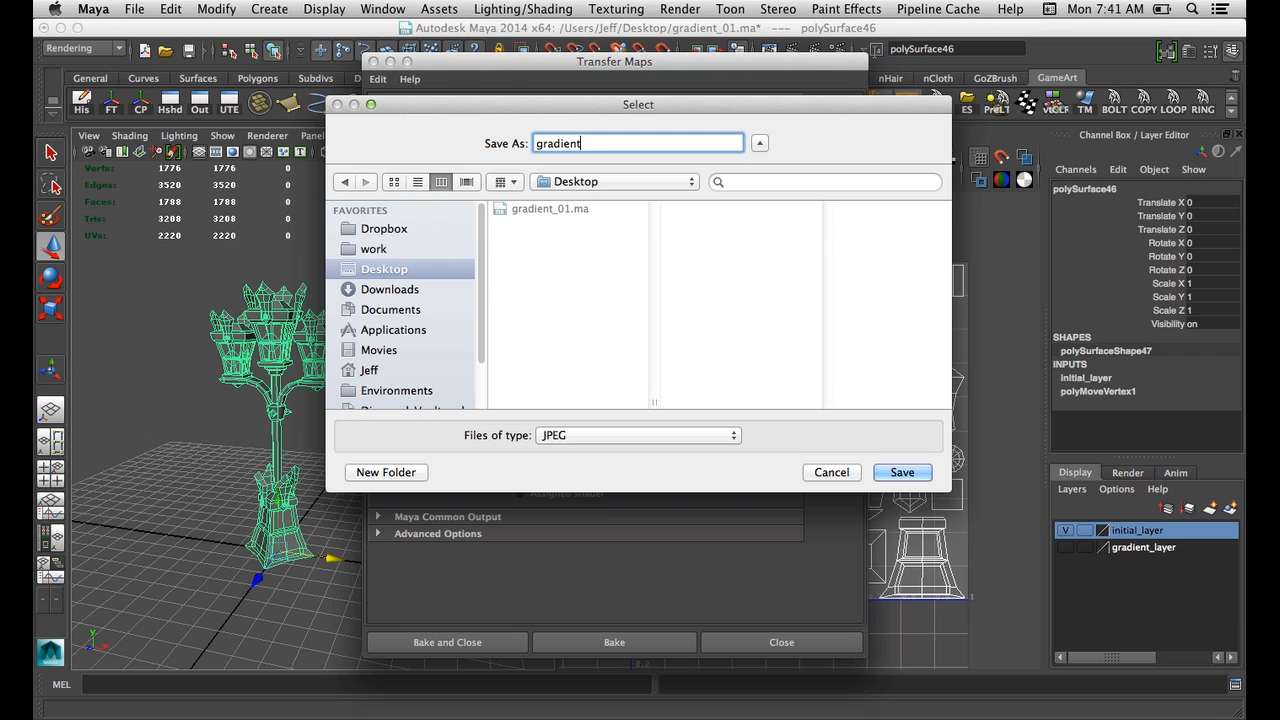 Maya File Edit Modify Create Display Window Assets Lighting/Shading Texturing Render Toon Paint Effects Pipeline Cache Help Mon 7:41 AM
Autodesk Maya 2014 x64: /Users/Jeff/Desktop/gradient_01.ma* --- polySurface46
Rendering
polySurface46
Transfer Maps
General Curves Surfaces Polygons Subdivs
nHair nCloth GoZBrush GameArt
Edit Help
His FT CP Hshd Out UTE
ES PreLT vtxCLR TM BOLT COPY LOOP RING
Select
View Shading Lighting Show Renderer Panel
Channel Box / Layer Editor
Save As: gradient
Verts: 1776 1776 0
Edges: 3520 3520 0
Faces: 1788 1788 0
Tris: 3208 3208 0
UVs: 2220 2220 0
Desktop
FAVORITES
Dropbox
work
Desktop
Downloads
Documents
Applications
Movies
Jeff
Environments
gradient_01.ma
Files of type: JPEG
New Folder Cancel Save
Channels Edit Object Show
polySurface46
Translate X 0
Translate Y 0
Translate Z 0
Rotate X 0
Rotate Y 0
Rotate Z 0
Scale X 1
Scale Y 1
Scale Z 1
Visibility on
SHAPES
polySurfaceShape47
INPUTS
initial_layer
polyMoveVertex1
Assigned shader
Maya Common Output
Advanced Options
Bake and Close Bake Close
Display Render Anim
Layers Options Help
V initial_layer
gradient_layer
1
0.2
y
z
MEL